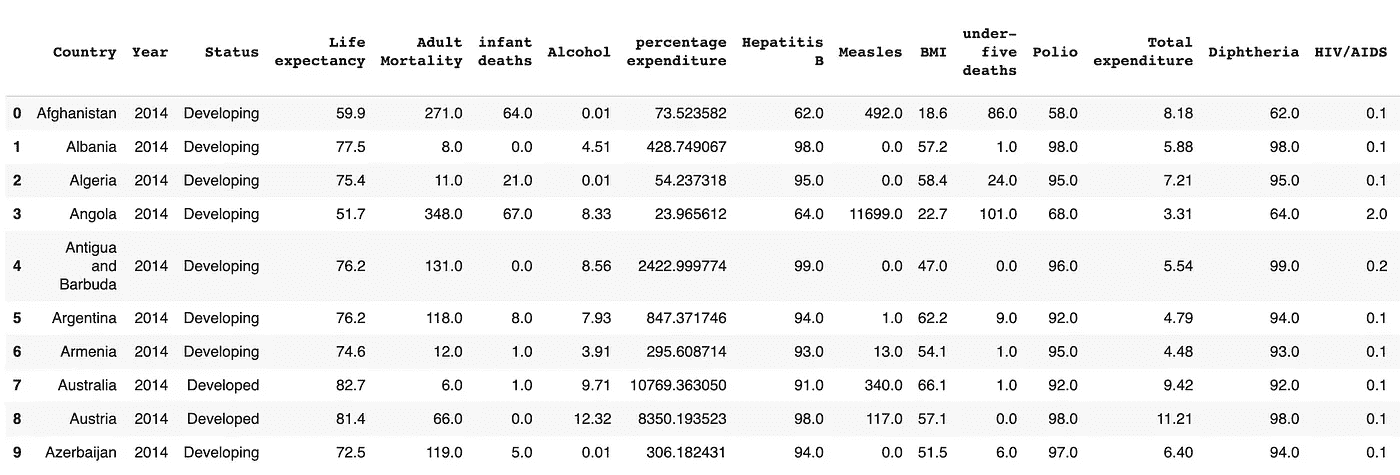 Country Year Status Life expectancy Adult Mortality infant deaths Alcohol percentage expenditure Hepatitis B Measles BMI under-five deaths Polio Total expenditure Diphtheria HIV/AIDS
0 Afghanistan 2014 Developing 59.9 271.0 64.0 0.01 73.523582 62.0 492.0 18.6 86.0 58.0 8.18 62.0 0.1
1 Albania 2014 Developing 77.5 8.0 0.0 4.51 428.749067 98.0 0.0 57.2 1.0 98.0 5.88 98.0 0.1
2 Algeria 2014 Developing 75.4 11.0 21.0 0.01 54.237318 95.0 0.0 58.4 24.0 95.0 7.21 95.0 0.1
3 Angola 2014 Developing 51.7 348.0 67.0 8.33 23.965612 64.0 11699.0 22.7 101.0 68.0 3.31 64.0 2.0
4 Antigua and Barbuda 2014 Developing 76.2 131.0 0.0 8.56 2422.999774 99.0 0.0 47.0 0.0 96.0 5.54 99.0 0.2
5 Argentina 2014 Developing 76.2 118.0 8.0 7.93 847.371746 94.0 1.0 62.2 9.0 92.0 4.79 94.0 0.1
6 Armenia 2014 Developing 74.6 12.0 1.0 3.91 295.608714 93.0 13.0 54.1 1.0 95.0 4.48 93.0 0.1
7 Australia 2014 Developed 82.7 6.0 1.0 9.71 10769.363050 91.0 340.0 66.1 1.0 92.0 9.42 92.0 0.1
8 Austria 2014 Developed 81.4 66.0 0.0 12.32 8350.193523 98.0 117.0 57.1 0.0 98.0 11.21 98.0 0.1
9 Azerbaijan 2014 Developing 72.5 119.0 5.0 0.01 306.182431 94.0 0.0 51.5 6.0 97.0 6.40 94.0 0.1